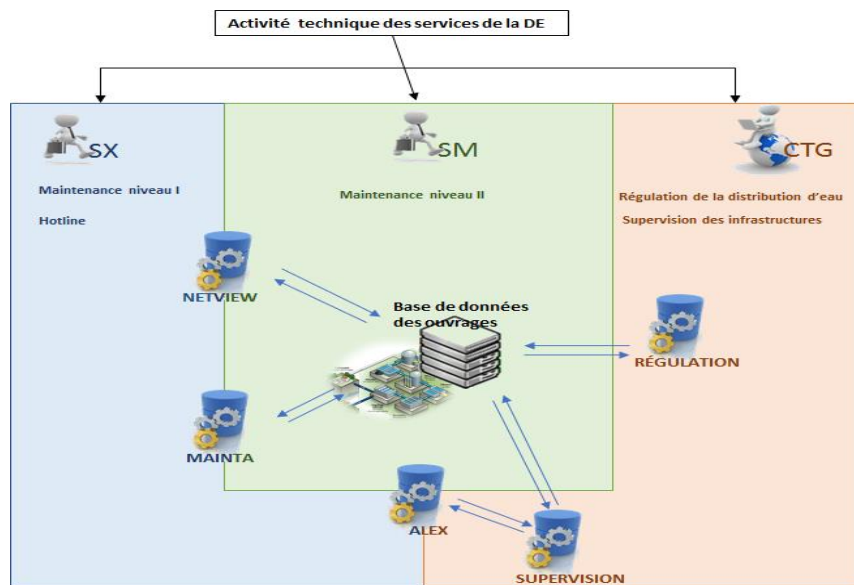 Activité technique des services de la DE
SX
SM
CTG
Maintenance niveau I
Hotline
Maintenance niveau II
Régulation de la distribution d'eau
Supervision des infrastructures
NETVIEW
Base de données
des ouvrages
RÉGULATION
MAINTA
ALEX
SUPERVISION